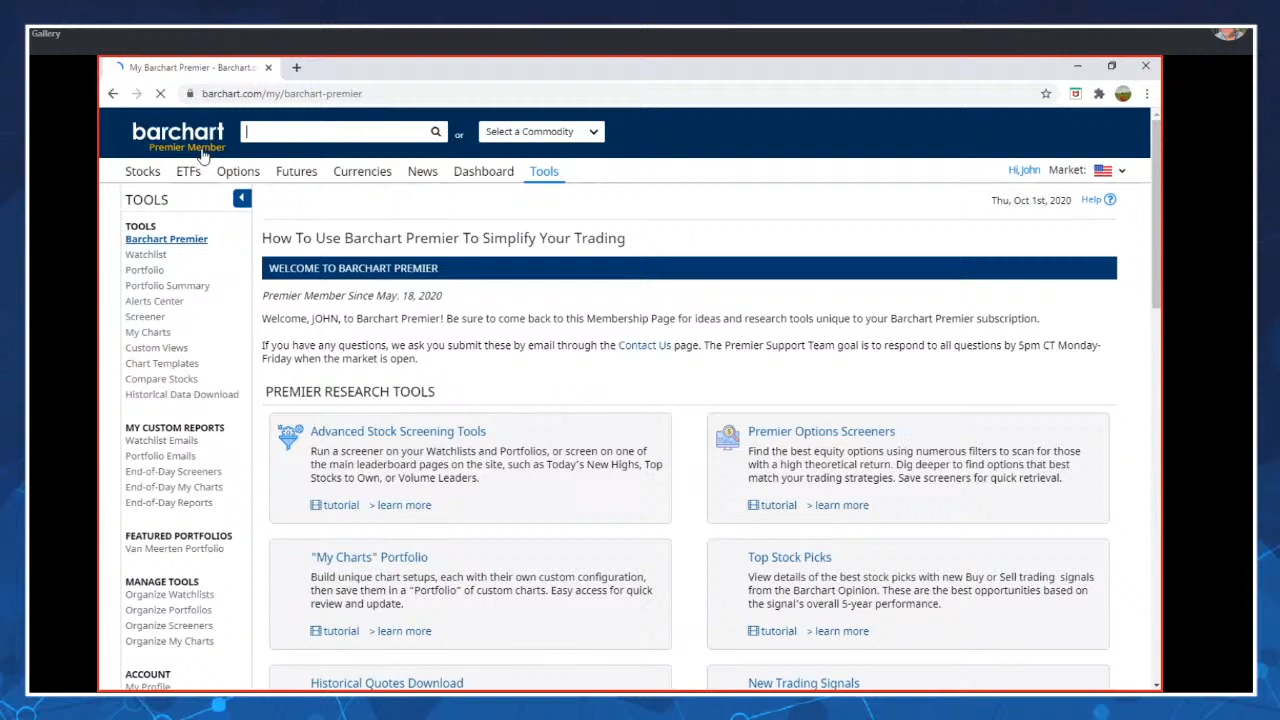 Gallery
My Barchart Premier - Barchart.c
barchart.com/my/barchart-premier
barchart
Premier Member
or
Select a Commodity
Stocks ETFs Options Futures Currencies News Dashboard Tools
Hi, John Market:
TOOLS
Thu, Oct 1st, 2020 Help
TOOLS
Barchart Premier
Watchlist
Portfolio
Portfolio Summary
Alerts Center
Screener
My Charts
Custom Views
Chart Templates
Compare Stocks
Historical Data Download
MY CUSTOM REPORTS
Watchlist Emails
Portfolio Emails
End-of-Day Screeners
End-of-Day My Charts
End-of-Day Reports
FEATURED PORTFOLIOS
Van Meerten Portfolio
MANAGE TOOLS
Organize Watchlists
Organize Portfolios
Organize Screeners
Organize My Charts
ACCOUNT
My Profile
How To Use Barchart Premier To Simplify Your Trading
WELCOME TO BARCHART PREMIER
Premier Member Since May. 18, 2020
Welcome, JOHN, to Barchart Premier! Be sure to come back to this Membership Page for ideas and research tools unique to your Barchart Premier subscription.
If you have any questions, we ask you submit these by email through the Contact Us page. The Premier Support Team goal is to respond to all questions by 5pm CT Monday-
Friday when the market is open.
PREMIER RESEARCH TOOLS
Advanced Stock Screening Tools
Run a screener on your Watchlists and Portfolios, or screen on one of
the main leaderboard pages on the site, such as Today's New Highs, Top
Stocks to Own, or Volume Leaders.
tutorial > learn more
Premier Options Screeners
Find the best equity options using numerous filters to scan for those
with a high theoretical return. Dig deeper to find options that best
match your trading strategies. Save screeners for quick retrieval.
tutorial > learn more
"My Charts" Portfolio
Build unique chart setups, each with their own custom configuration,
then save them in a "Portfolio" of custom charts. Easy access for quick
review and update.
tutorial > learn more
Top Stock Picks
View details of the best stock picks with new Buy or Sell trading signals
from the Barchart Opinion. These are the best opportunities based on
the signal's overall 5-year performance.
tutorial > learn more
Historical Quotes Download
New Trading Signals